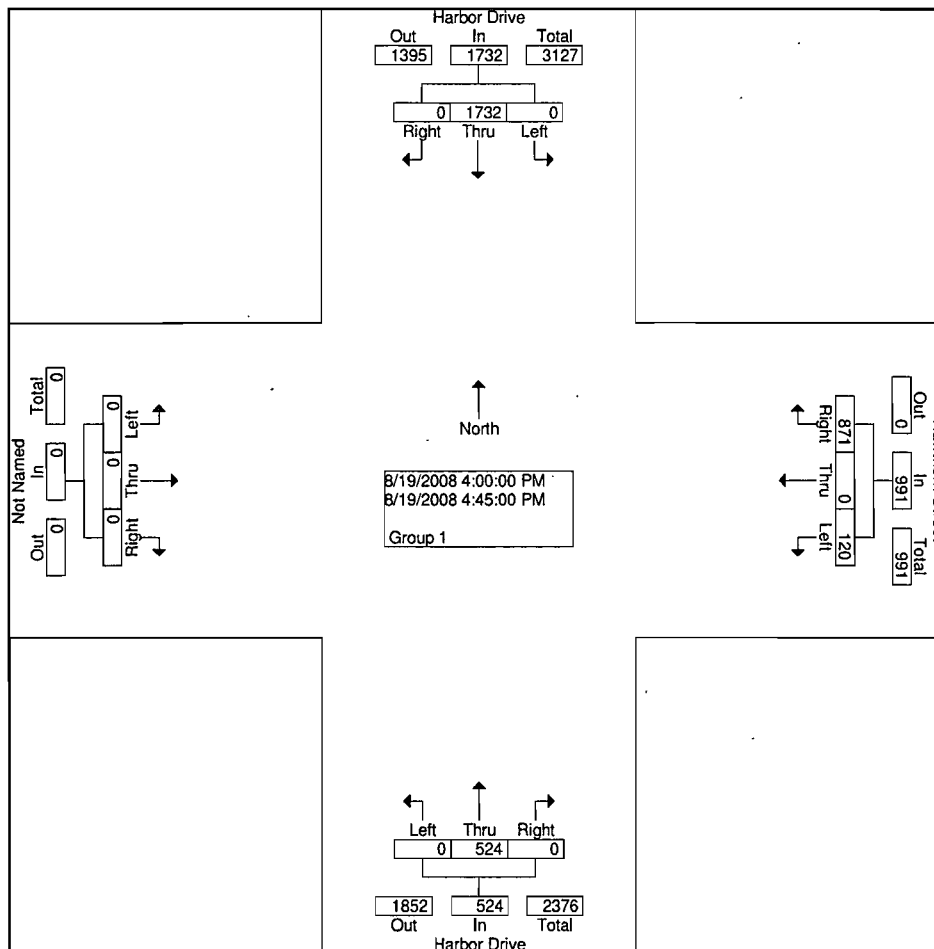 Harbor Drive
Out In Total
1395 1732 3127
0 1732 0
Right Thru Left
North
8/19/2008 4:00:00 PM
8/19/2008 4:45:00 PM
Group 1
Not Named
Out In Total
0 0 0
Right Thru Left
0 0 0
Out In Total
0 991 991
Right Thru Left
871 0 120
Left Thru Right
0 524 0
1852 524 2376
Out In Total
Harbor Drive